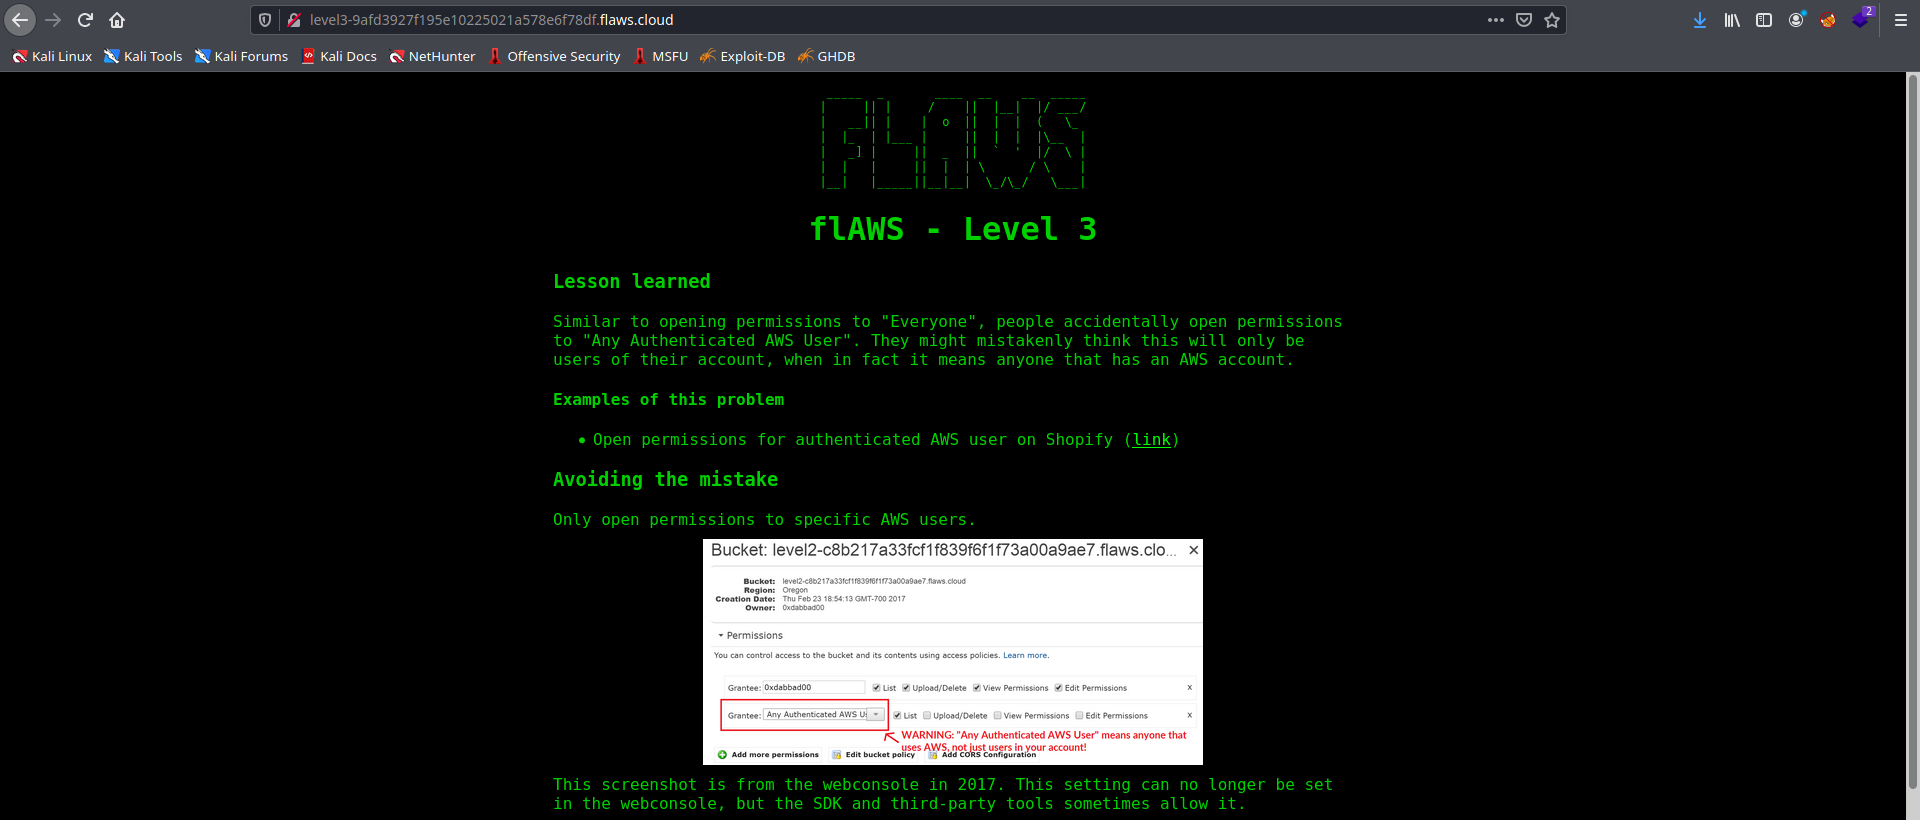 level3-9afd3927f195e10225021a578e6f78df.flaws.cloud
2
Kali Linux Kali Tools Kali Forums Kali Docs NetHunter Offensive Security MSFU Exploit-DB GHDB
FLAWS
flAWS - Level 3
Lesson learned
Similar to opening permissions to "Everyone", people accidentally open permissions
to "Any Authenticated AWS User". They might mistakenly think this will only be
users of their account, when in fact it means anyone that has an AWS account.
Examples of this problem
• Open permissions for authenticated AWS user on Shopify (link)
Avoiding the mistake
Only open permissions to specific AWS users.
Bucket: level2-c8b217a33fcf1f839f6f1f73a00a9ae7.flaws.clo... ×
Bucket: level2-c8b217a33fcf1f839f6f1f73a00a9ae7.flaws.cloud
Region: Oregon
Creation Date: Thu Feb 23 18:54:13 GMT-700 2017
Owner: 0xdabbad00
Permissions
You can control access to the bucket and its contents using access policies. Learn more.
Grantee: 0xdabbad00 List Upload/Delete View Permissions Edit Permissions x
Grantee: Any Authenticated AWS Us List Upload/Delete View Permissions Edit Permissions x
WARNING: "Any Authenticated AWS User" means anyone that
uses AWS, not just users in your account!
Add more permissions Edit bucket policy Add CORS Configuration
This screenshot is from the webconsole in 2017. This setting can no longer be set
in the webconsole, but the SDK and third-party tools sometimes allow it.